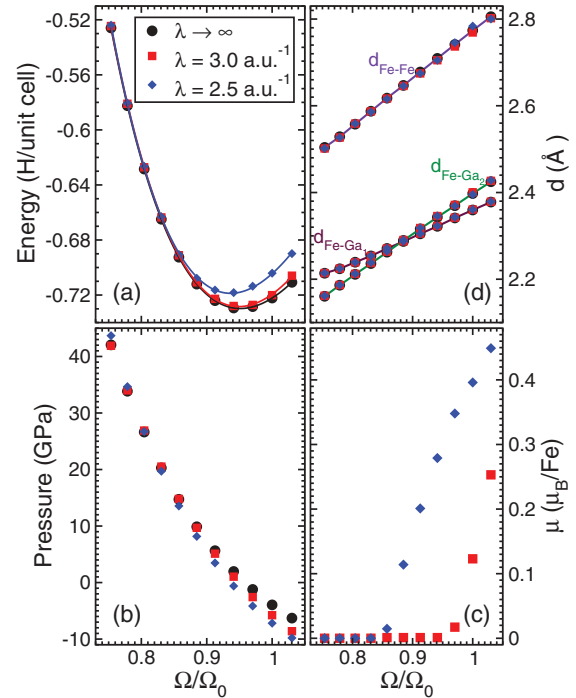 -0.52
-0.56
-0.60
-0.64
-0.68
-0.72
Energy (H/unit cell)
λ → ∞
λ = 3.0 a.u.⁻¹
λ = 2.5 a.u.⁻¹
(a)
2.8
2.6
2.4
2.2
d (Å)
d_Fe-Fe
d_Fe-Ga₂
d_Fe-Ga₁
(d)
40
30
20
10
0
-10
Pressure (GPa)
(b)
0.8 0.9 1
Ω/Ω₀
0.4
0.3
0.2
0.1
0
μ (μ_B/Fe)
(c)
0.8 0.9 1
Ω/Ω₀